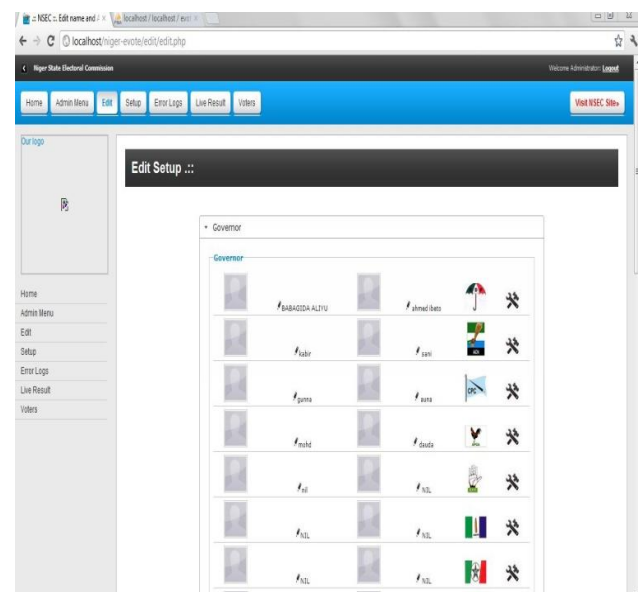 .:: NSEC ::. Edit name and
localhost / localhost / evot
localhost/niger-evote/edit/edit.php
Niger State Electoral Commission
Welcome Administrator: Logout
Home Admin Menu Edit Setup Error Logs Live Result Voters
Visit NSEC Site»
Our logo
Edit Setup .::
Governor
Governor
BABAGIDA ALIYU ahmed ibeto
kabir sani
Home
Admin Menu
Edit
Setup
Error Logs
Live Result
Voters
gunna auna
CPC
mohd dauda
nil NIL
NIL NIL
NIL NIL